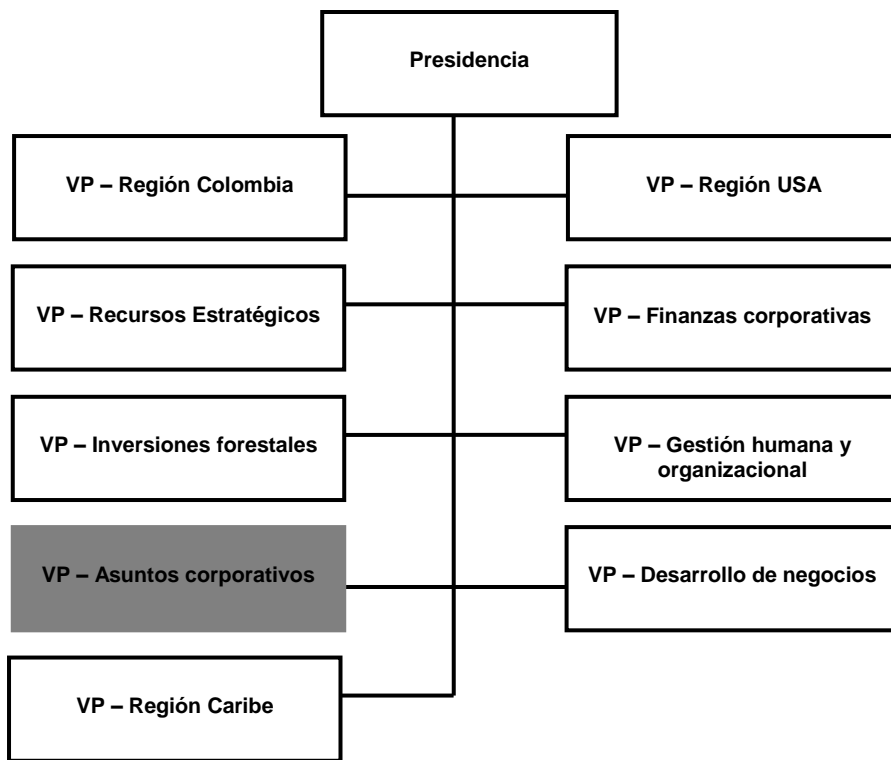 Presidencia
VP – Región Colombia
VP – Región USA
VP – Recursos Estratégicos
VP – Finanzas corporativas
VP – Inversiones forestales
VP – Gestión humana y
organizacional
VP – Asuntos corporativos
VP – Desarrollo de negocios
VP – Región Caribe